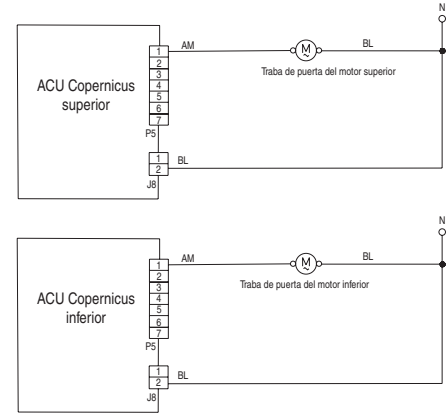 N
AM
BL
1
2
3
4
5
6
7
P5
M
~
Traba de puerta del motor superior
ACU Copernicus
superior
1
2
BL
J8
N
AM
BL
1
2
3
4
5
6
7
P5
M
~
Traba de puerta del motor inferior
ACU Copernicus
inferior
1
2
BL
J8